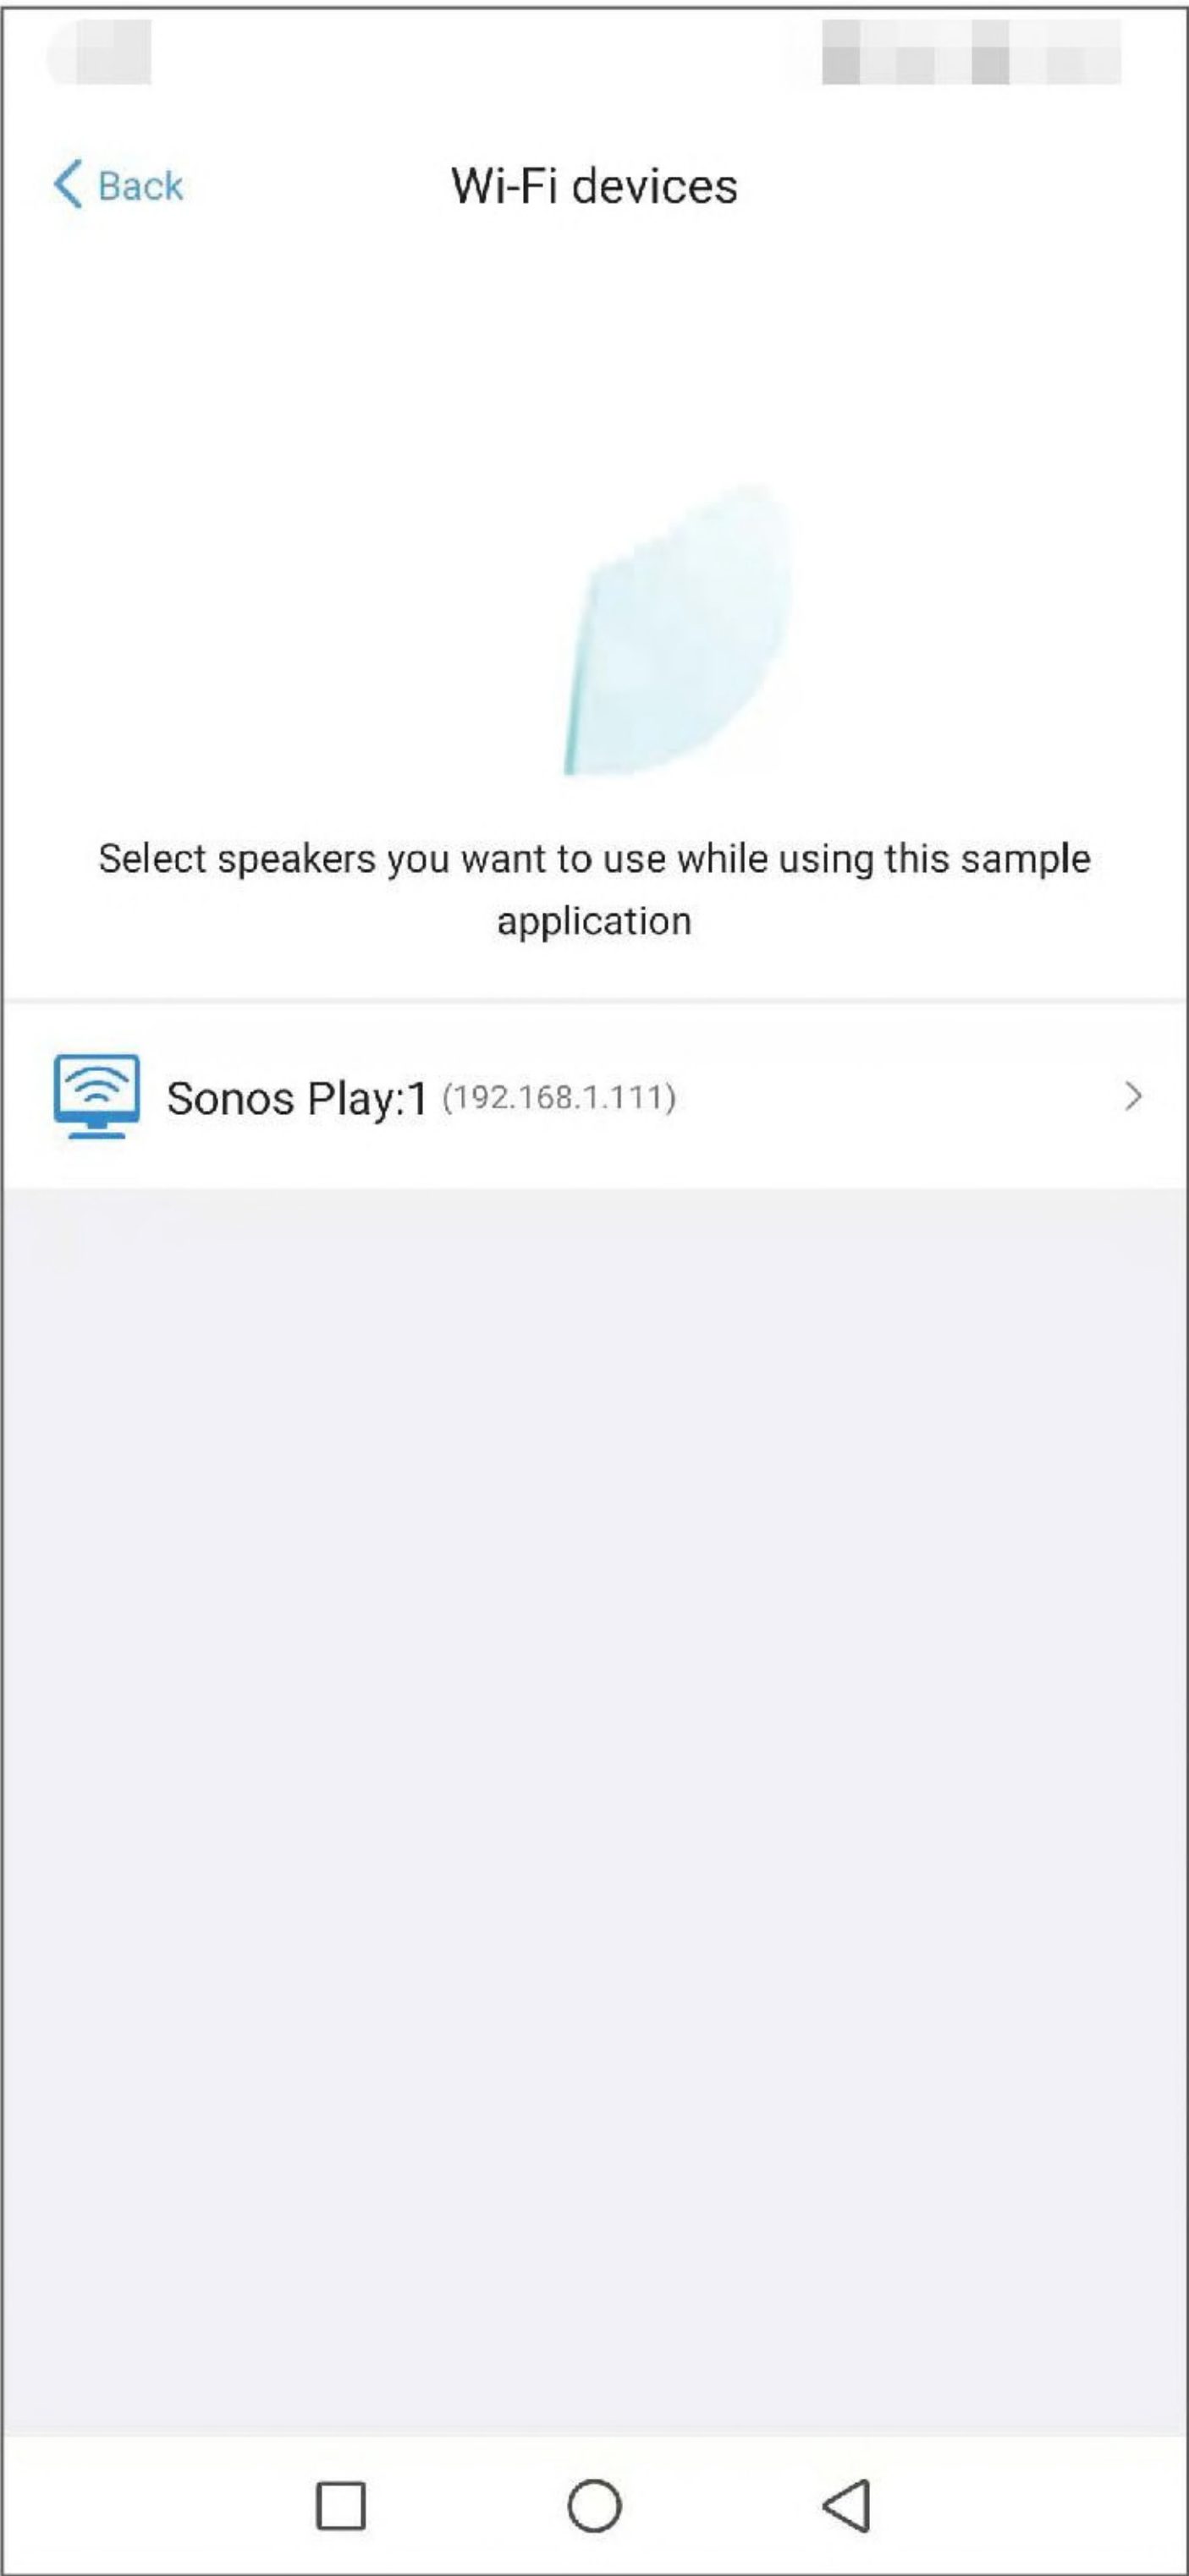 Back
Wi-Fi devices
Select speakers you want to use while using this sample
application
Sonos Play:1 (192.168.1.111)